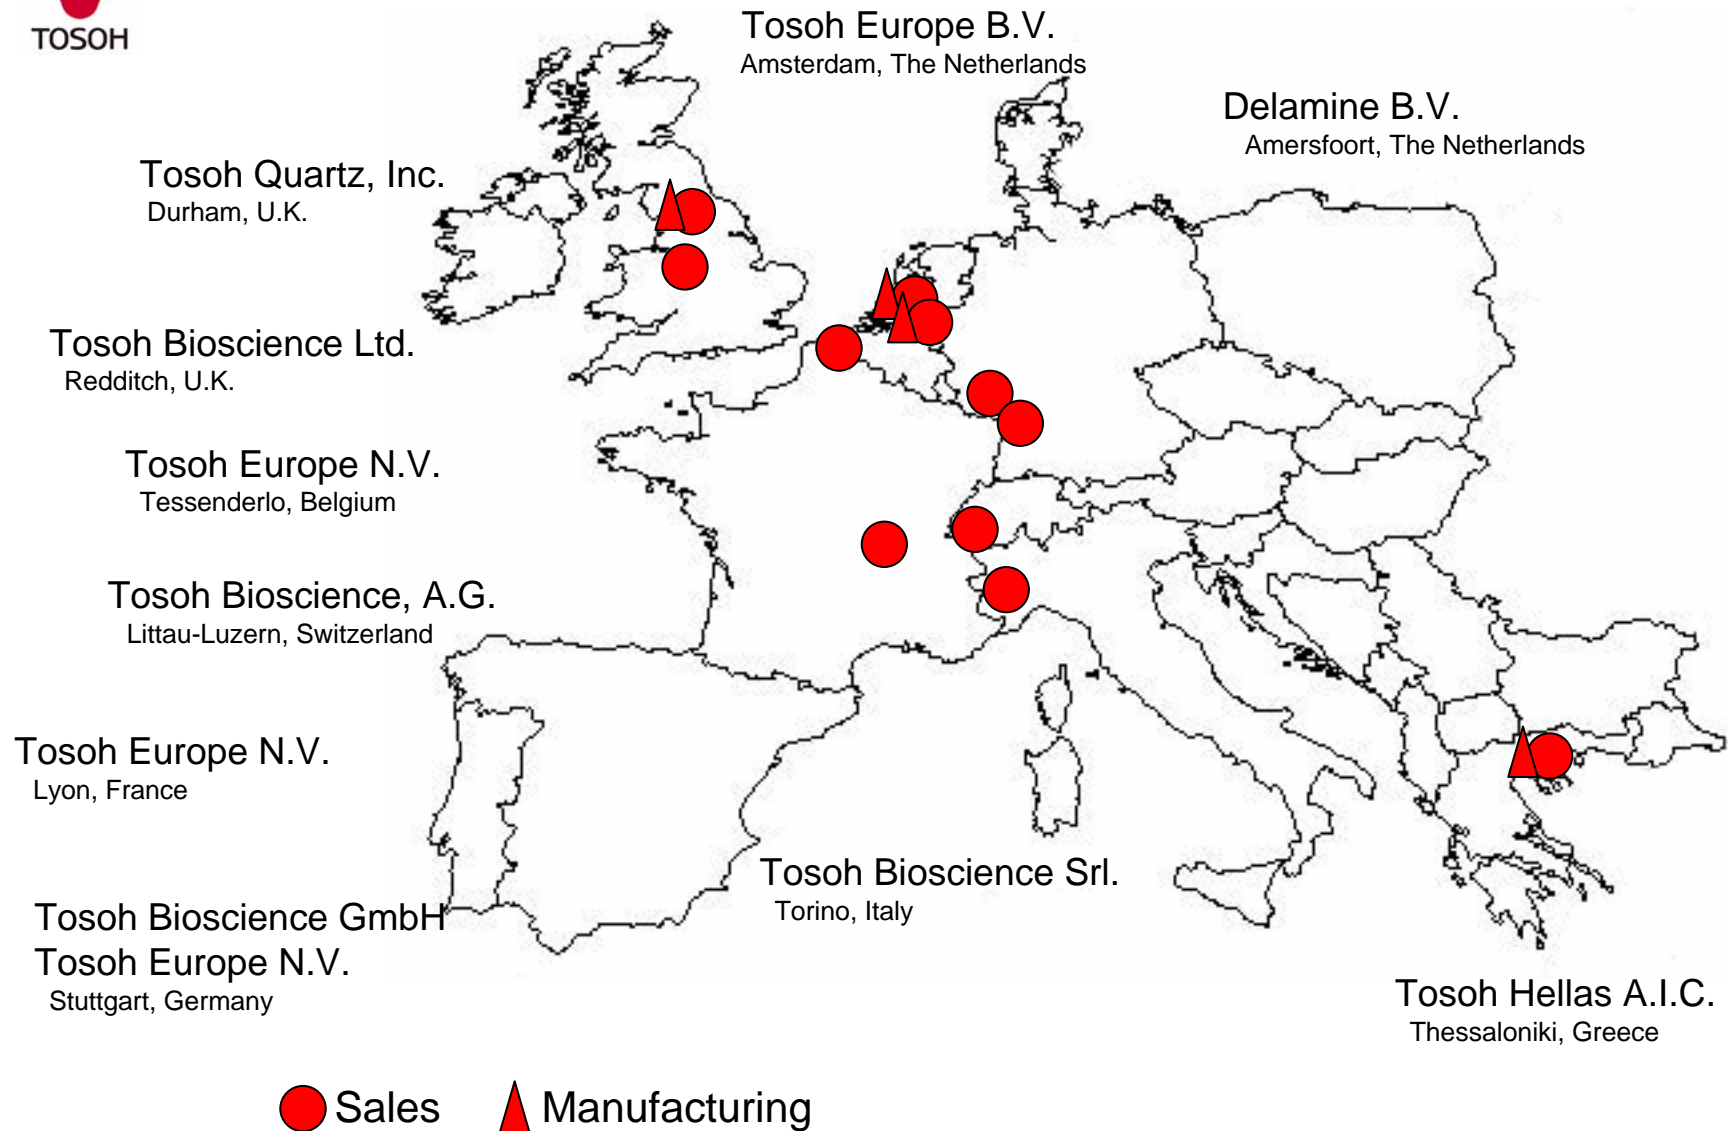 TOSOH
Tosoh Europe B.V.
Amsterdam, The Netherlands
Delamine B.V.
Amersfoort, The Netherlands
Tosoh Quartz, Inc.
Durham, U.K.
Tosoh Bioscience Ltd.
Redditch, U.K.
Tosoh Europe N.V.
Tessenderlo, Belgium
Tosoh Bioscience, A.G.
Littau-Luzern, Switzerland
Tosoh Europe N.V.
Lyon, France
Tosoh Bioscience Srl.
Torino, Italy
Tosoh Bioscience GmbH
Tosoh Europe N.V.
Stuttgart, Germany
Tosoh Hellas A.I.C.
Thessaloniki, Greece
Sales
Manufacturing